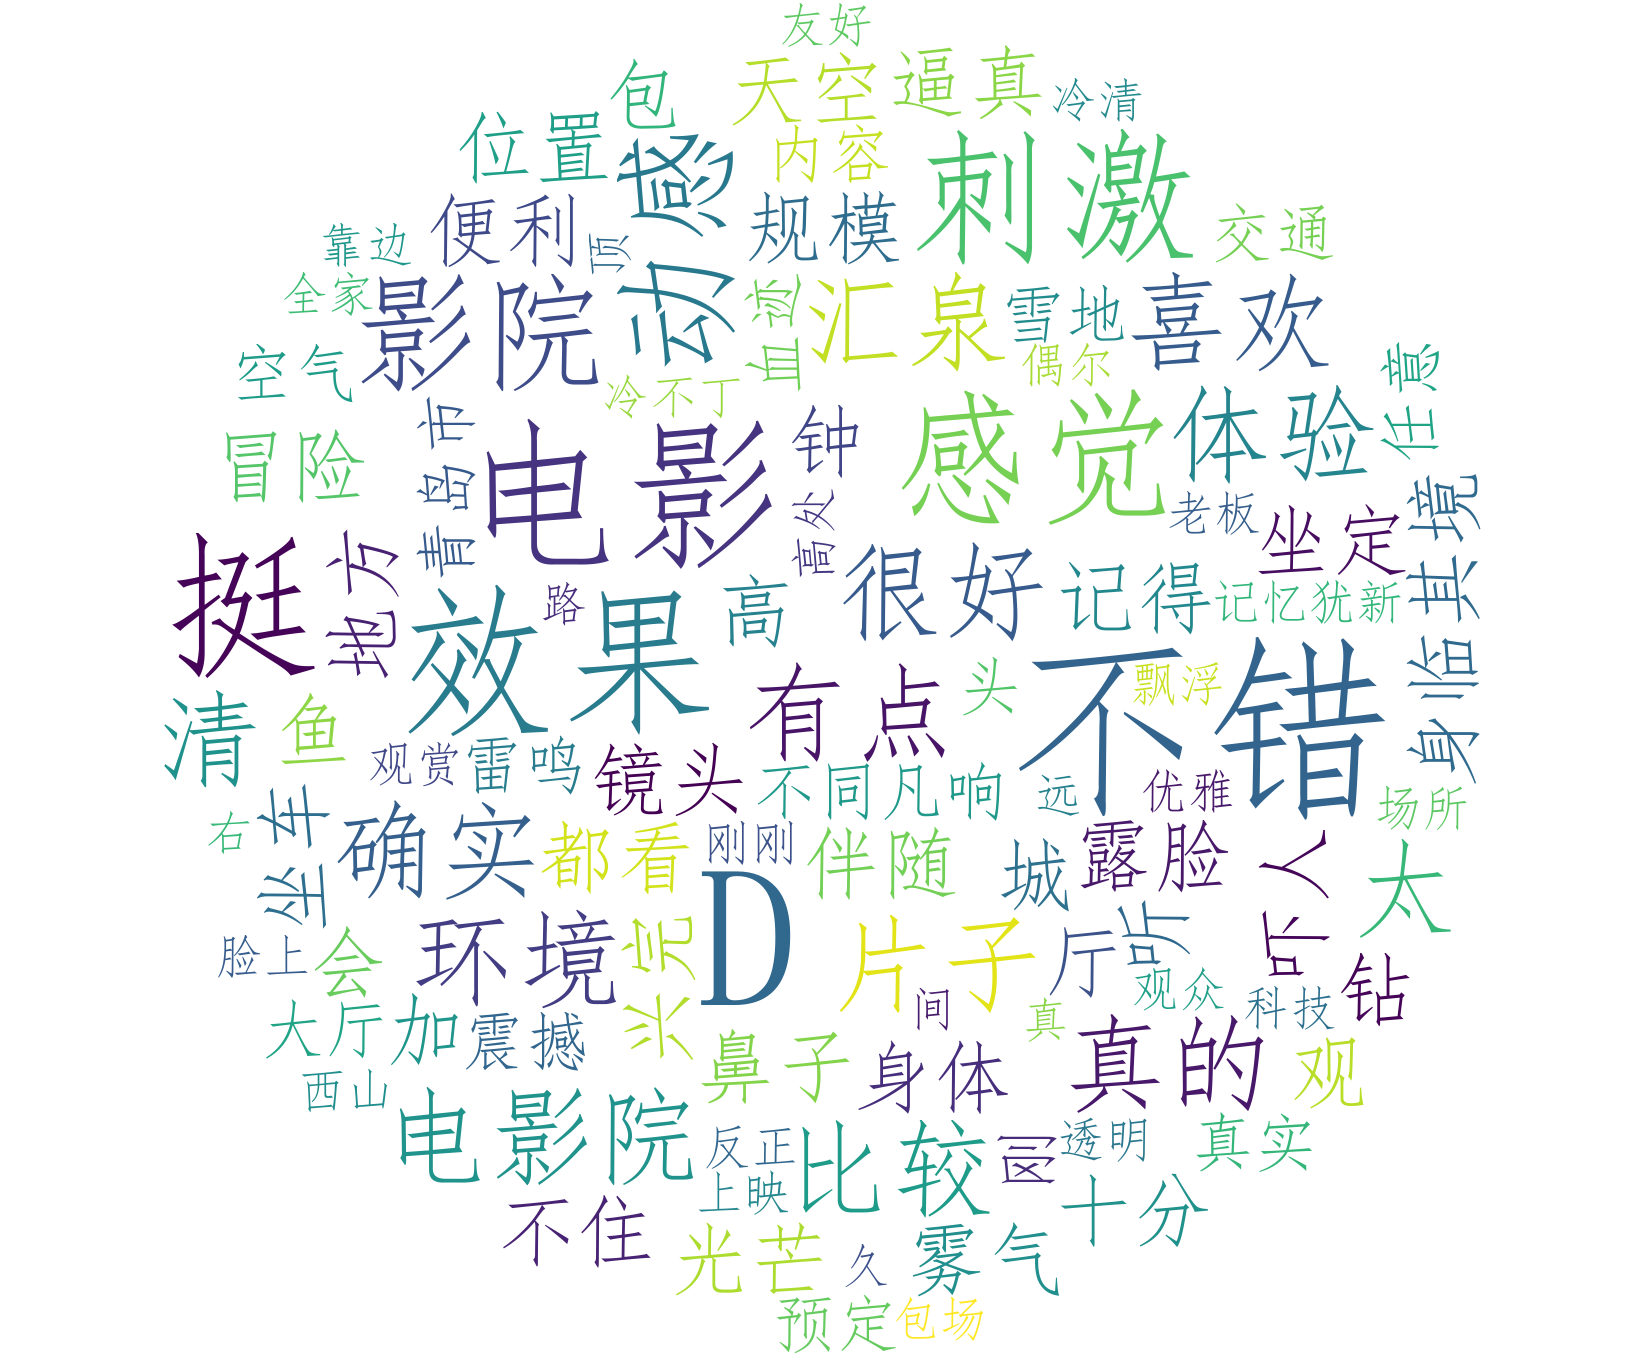 友好
包
天空
逼真
冷清
位置
动感
内容
刺激
便利
规模
交通
靠边
顶
全家
影院
血迹
汇泉
雪地
喜欢
空气
偶尔
任意
冷不丁
青岛市
电影
钟
感觉
体验
冒险
高处
老板
坐定
身临其境
挺
地方
路
效果
高
很好
记得
记忆犹新
不错
清
鱼
有点
头
飘浮
观赏
雷鸣
镜头
不同凡响
远
优雅
场所
右
坐车
确实
都看
刚刚
伴随
城
露脸
吓人
太
D
脸上
会
环境
光亮
片子
厅
听
观众
钻
大厅
加
震撼
间
真
科技
西山
鼻子
身体
真的
观
电影院
反正
比较
圆
透明
真实
上映
不住
十分
光芒
久
雾气
预定
包场